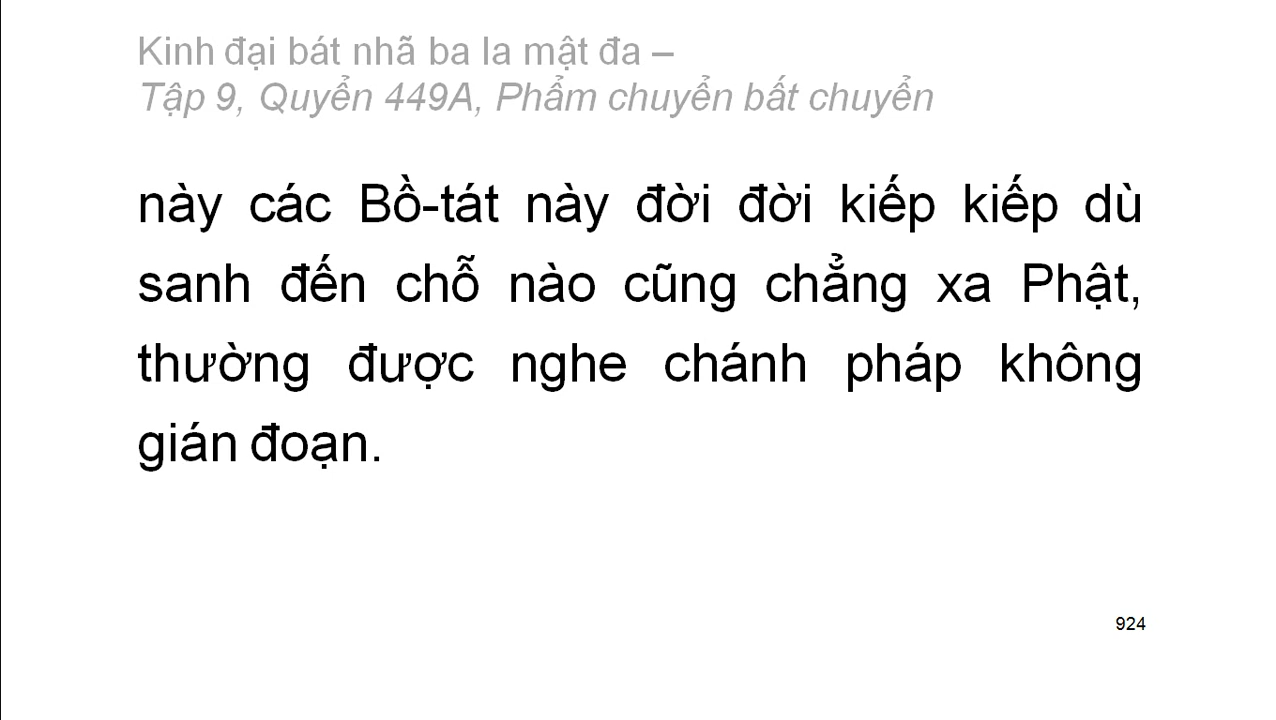 Kinh đại bát nhã ba la mật đa –
Tập 9, Quyển 449A, Phẩm chuyển bất chuyển
này các Bồ-tát này đời đời kiếp kiếp dù
sanh đến chỗ nào cũng chẳng xa Phật,
thường được nghe chánh pháp không
gián đoạn.
924